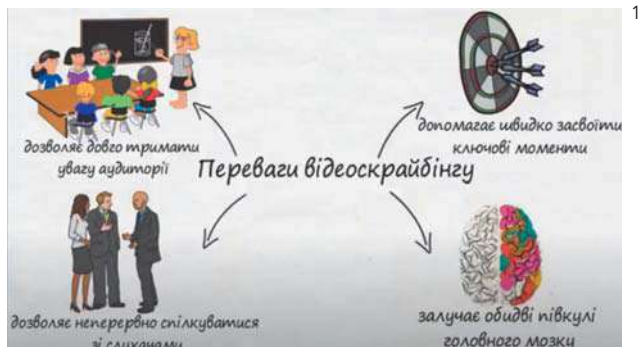 1
дозволяє довго тримати
увагу аудиторії
допомагає швидко засвоїти
ключові моменти
Переваги відеоскрайбінгу
дозволяє неперервно спілкуватися
зі слухачами
залучає обидві півкулі
головного мозку